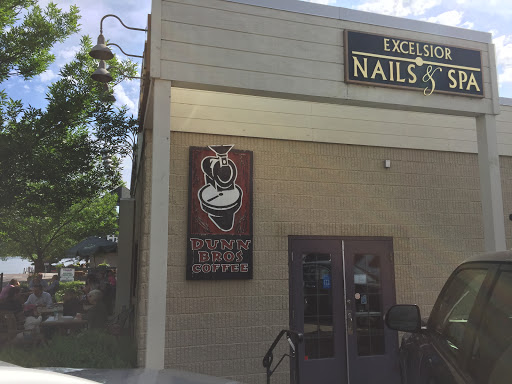 EXCELSIOR
NAILS & SPA
DUNN
BROS
COFFEE